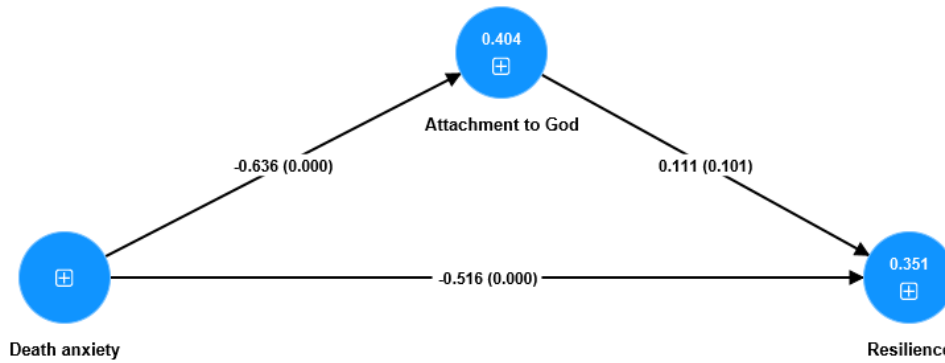 0.404
Attachment to God
-0.636 (0.000)
0.111 (0.101)
0.351
-0.516 (0.000)
Death anxiety
Resilience